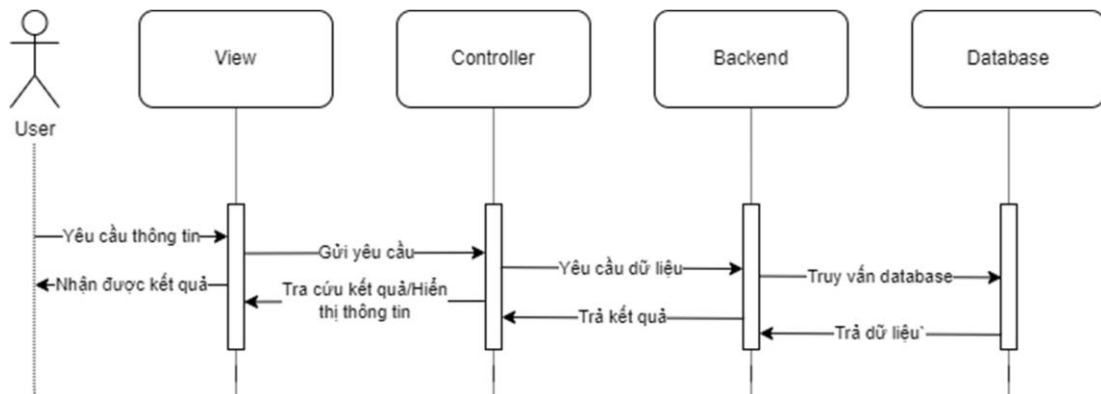 View
Controller
Backend
Database
User
Yêu cầu thông tin
Gửi yêu cầu
Yêu cầu dữ liệu
Truy vấn database
Nhận được kết quả
Tra cứu kết quả/Hiển
thị thông tin
Trả kết quả
Trả dữ liệu`